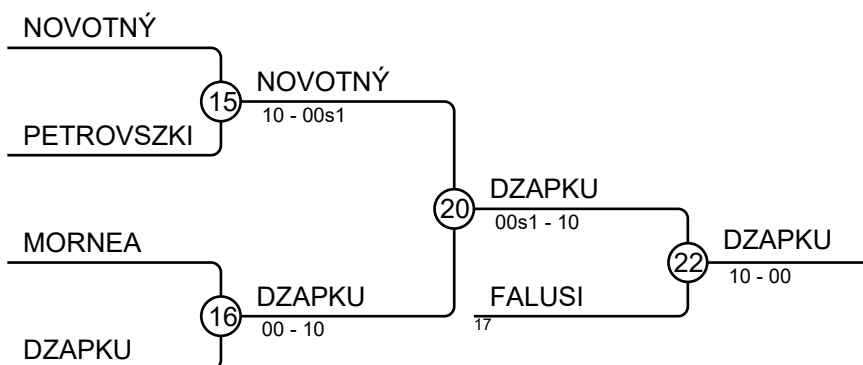 NOVOTNÝ
15
NOVOTNÝ
10 - 00s1
PETROVSZKI
20
DZAPKU
00s1 - 10
MORNEA
22
DZAPKU
10 - 00
16
DZAPKU
00 - 10
FALUSI
17
DZAPKU